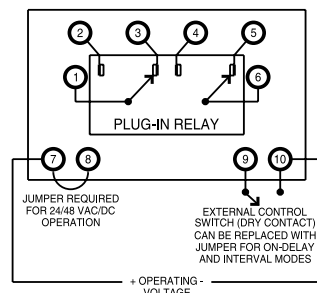 2 3 4 5
1 6
PLUG-IN RELAY
7 8 9 10
JUMPER REQUIRED
FOR 24/48 VAC/DC
OPERATION
EXTERNAL CONTROL
SWITCH (DRY CONTACT)
CAN BE REPLACED WITH
JUMPER FOR ON-DELAY
AND INTERVAL MODES
+ OPERATING -
VOLTAGE